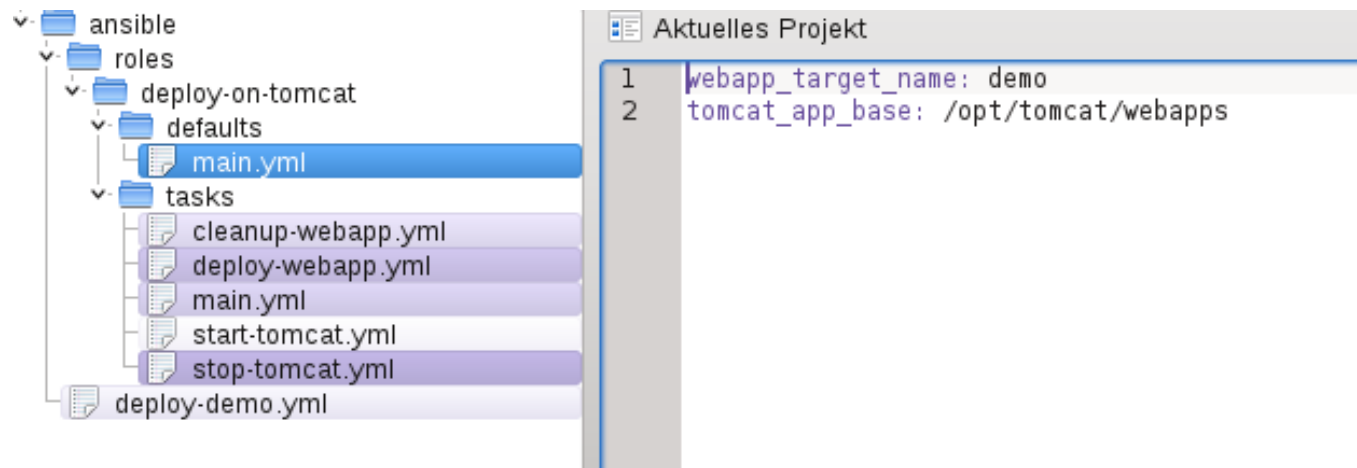 ansible
roles
deploy-on-tomcat
defaults
main.yml
tasks
cleanup-webapp.yml
deploy-webapp.yml
main.yml
start-tomcat.yml
stop-tomcat.yml
deploy-demo.yml
Aktuelles Projekt
1 webapp_target_name: demo
2 tomcat_app_base: /opt/tomcat/webapps